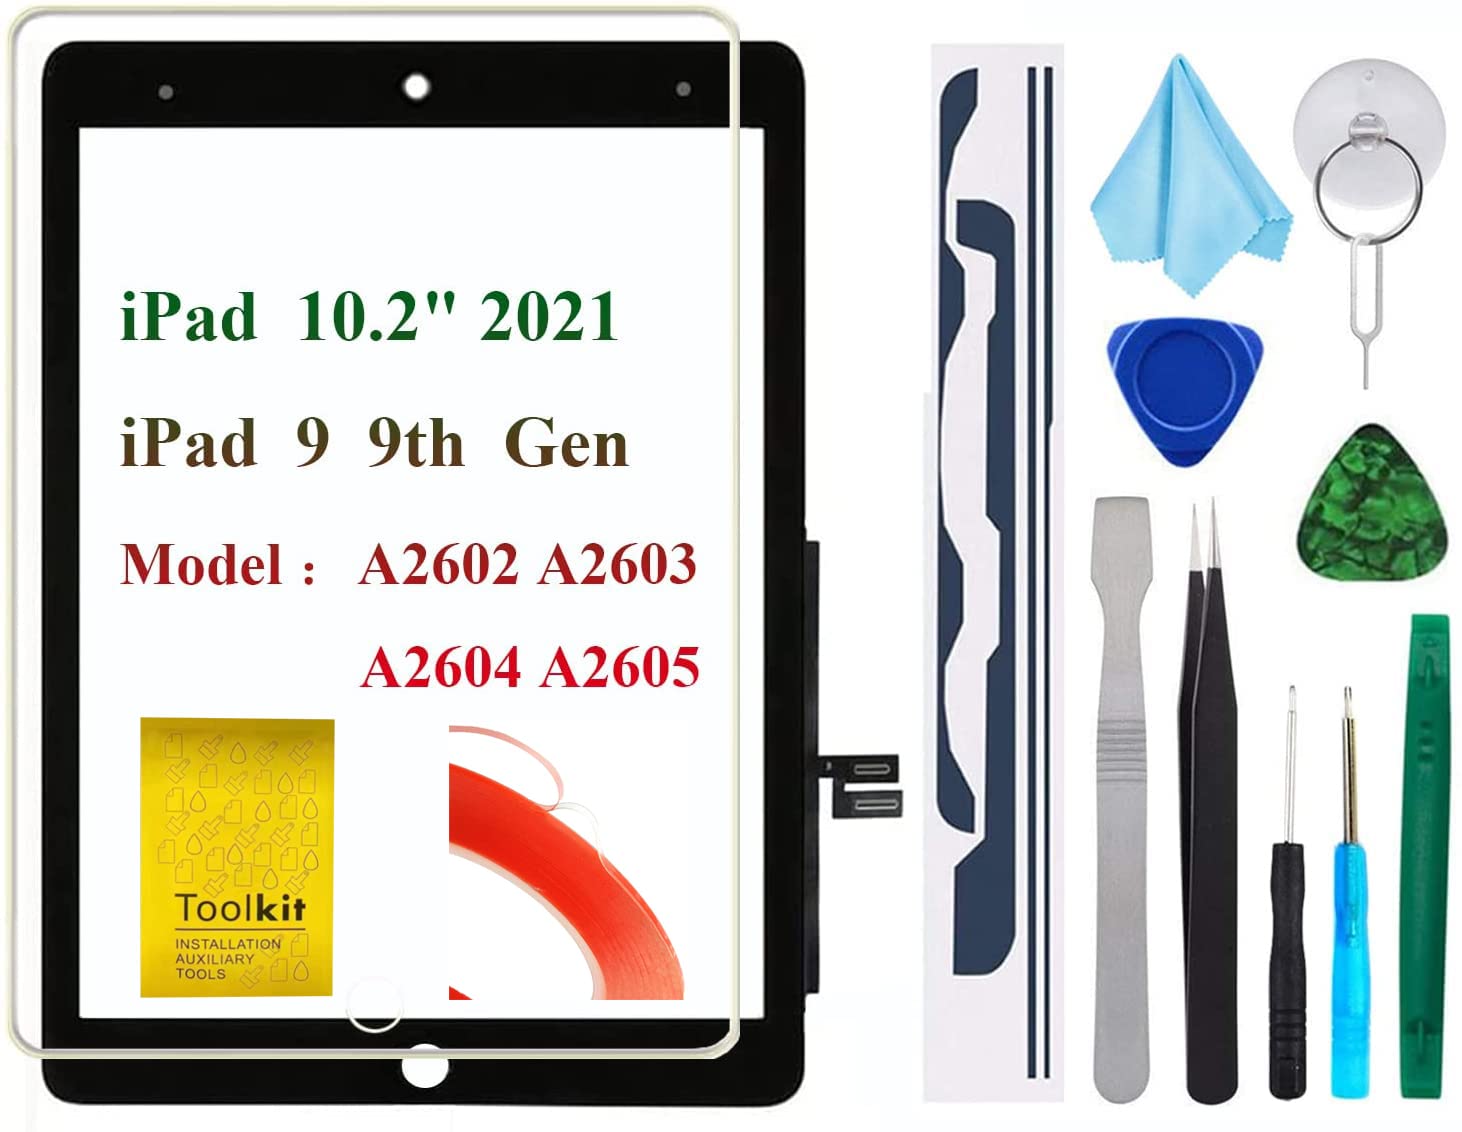 iPad 10.2" 2021
iPad 9 9th Gen
Model : A2602 A2603
A2604 A2605
Toolkit
INSTALLATION
AUXILIARY
TOOLS